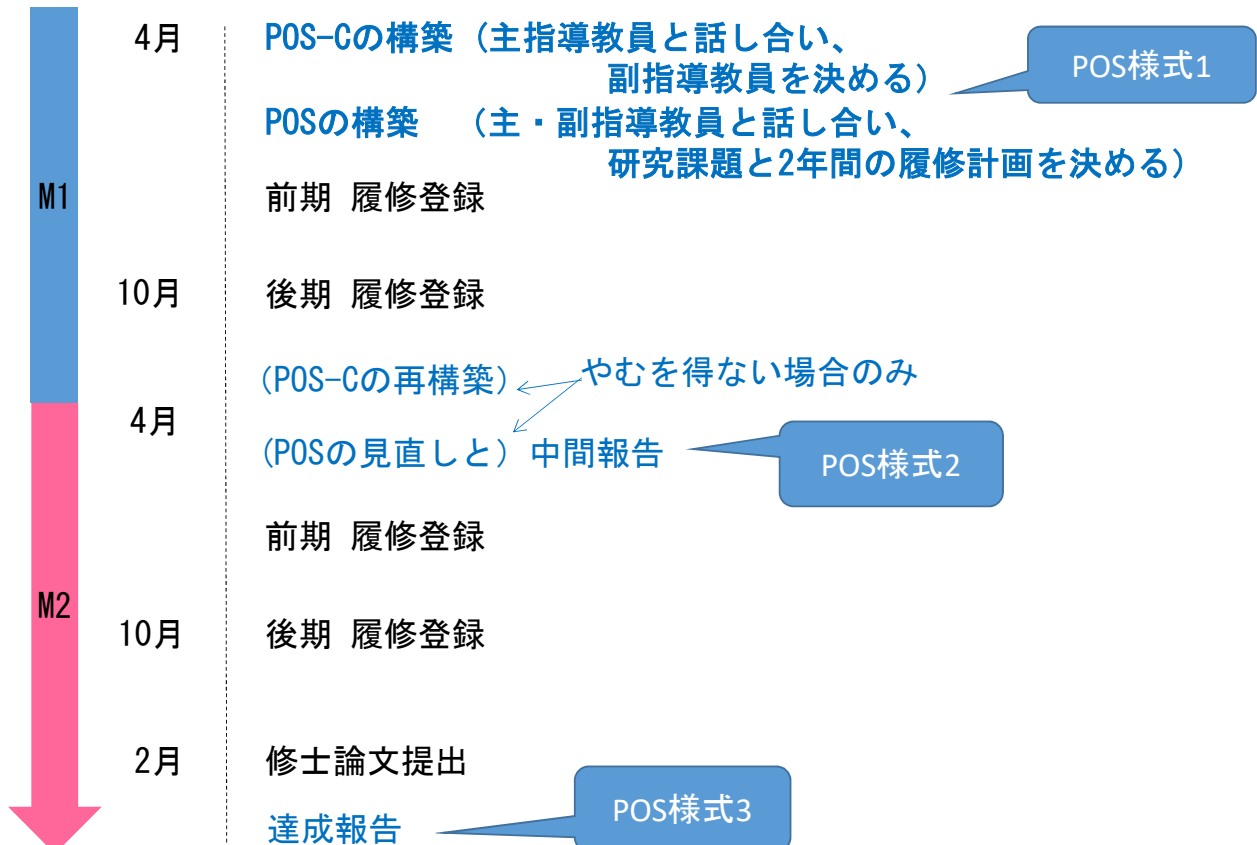 4月 POS-Cの構築（主指導教員と話し合い、
副指導教員を決める）
POS様式1
POSの構築 （主・副指導教員と話し合い、
研究課題と2年間の履修計画を決める）
M1
前期 履修登録
10月 後期 履修登録
(POS-Cの再構築） やむを得ない場合のみ
4月
(POSの見直しと）中間報告
POS様式2
前期 履修登録
M2
10月 後期 履修登録
2月 修士論文提出
達成報告
POS様式3